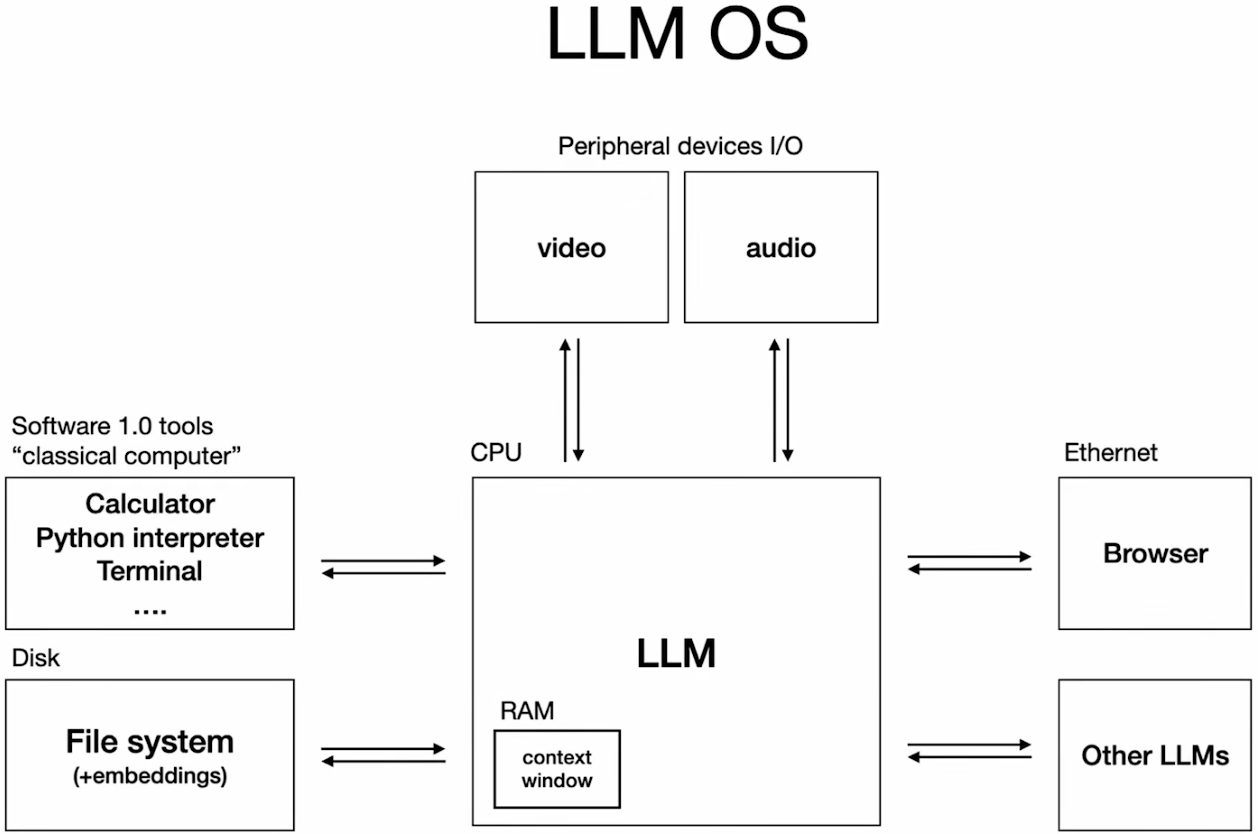 LLM OS
Peripheral devices I/O
video
audio
Software 1.0 tools
“classical computer”
Calculator
Python interpreter
Terminal
....
CPU
LLM
RAM
context
window
Ethernet
Browser
Disk
File system
(+embeddings)
Other LLMs